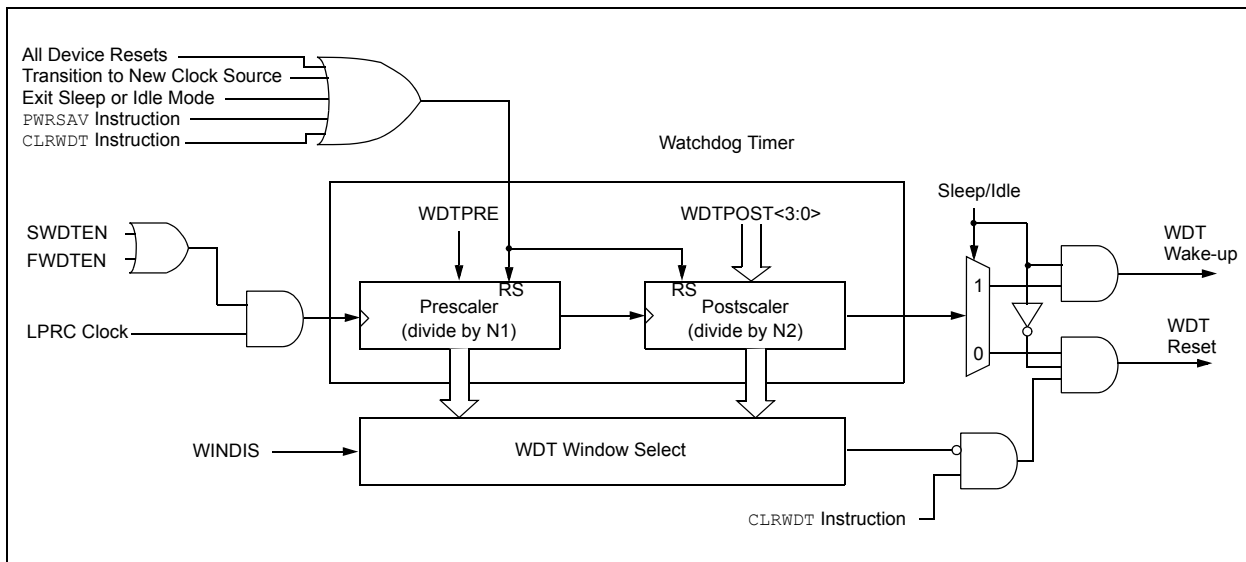 All Device Resets
Transition to New Clock Source
Exit Sleep or Idle Mode
PWRSAV Instruction
CLRWDT Instruction
Watchdog Timer
Sleep/Idle
WDTPRE
WDTPOST<3:0>
SWDTEN
FWDTEN
WDT
Wake-up
RS
Prescaler
(divide by N1)
RS
Postscaler
(divide by N2)
1
0
LPRC Clock
WDT
Reset
WINDIS
WDT Window Select
CLRWDT Instruction